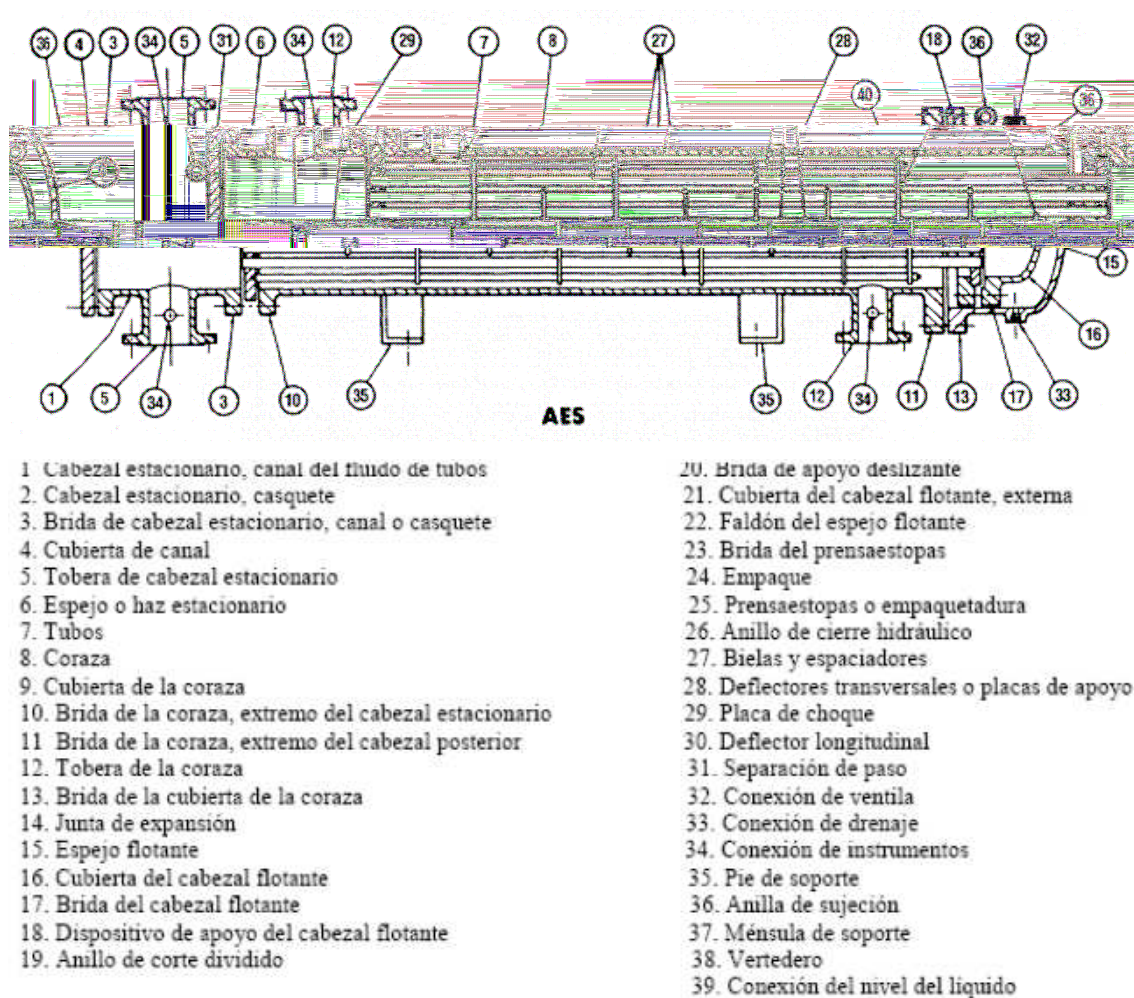 36 4 3 34 5 31 6 34 12 29 7 8 27 28 18 36 32
40
36
15
16
1 5 34 3 10 35 35 12 34 11 13 17 33
AES
1 Cabezal estacionario, canal del fluido de tubos
2. Cabezal estacionario, casquete
3. Brida de cabezal estacionario, canal o casquete
4. Cubierta de canal
5. Tobera de cabezal estacionario
6. Espejo o haz estacionario
7. Tubos
8. Coraza
9. Cubierta de la coraza
10. Brida de la coraza, extremo del cabezal estacionario
11 Brida de la coraza, extremo del cabezal posterior
12. Tobera de la coraza
13. Brida de la cubierta de la coraza
14. Junta de expansión
15. Espejo flotante
16. Cubierta del cabezal flotante
17. Brida del cabezal flotante
18. Dispositivo de apoyo del cabezal flotante
19. Anillo de corte dividido
20. Brida de apoyo deslizante
21. Cubierta del cabezal flotante, externa
22. Faldón del espejo flotante
23. Brida del prensaestopas
24. Empaque
25. Prensaestopas o empaquetadura
26. Anillo de cierre hidráulico
27. Bielas y espaciadores
28. Deflectores transversales o placas de apoyo
29. Placa de choque
30. Deflector longitudinal
31. Separación de paso
32. Conexión de ventila
33. Conexión de drenaje
34. Conexión de instrumentos
35. Pie de soporte
36. Anilla de sujeción
37. Ménsula de soporte
38. Vertedero
39. Conexión del nivel del líquido